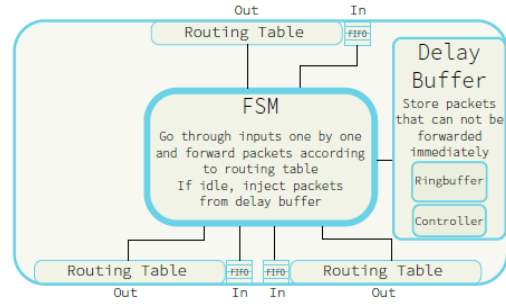 Out
In
Routing Table
FIFO
Delay
Buffer
Store packets
that can not be
forwarded
immediately
Ringbuffer
Controller
FSM
Go through inputs one by one
and forward packets according
to routing table
If idle, inject packets
from delay buffer
Routing Table
FIFO
FIFO
Routing Table
Out
In
In
Out